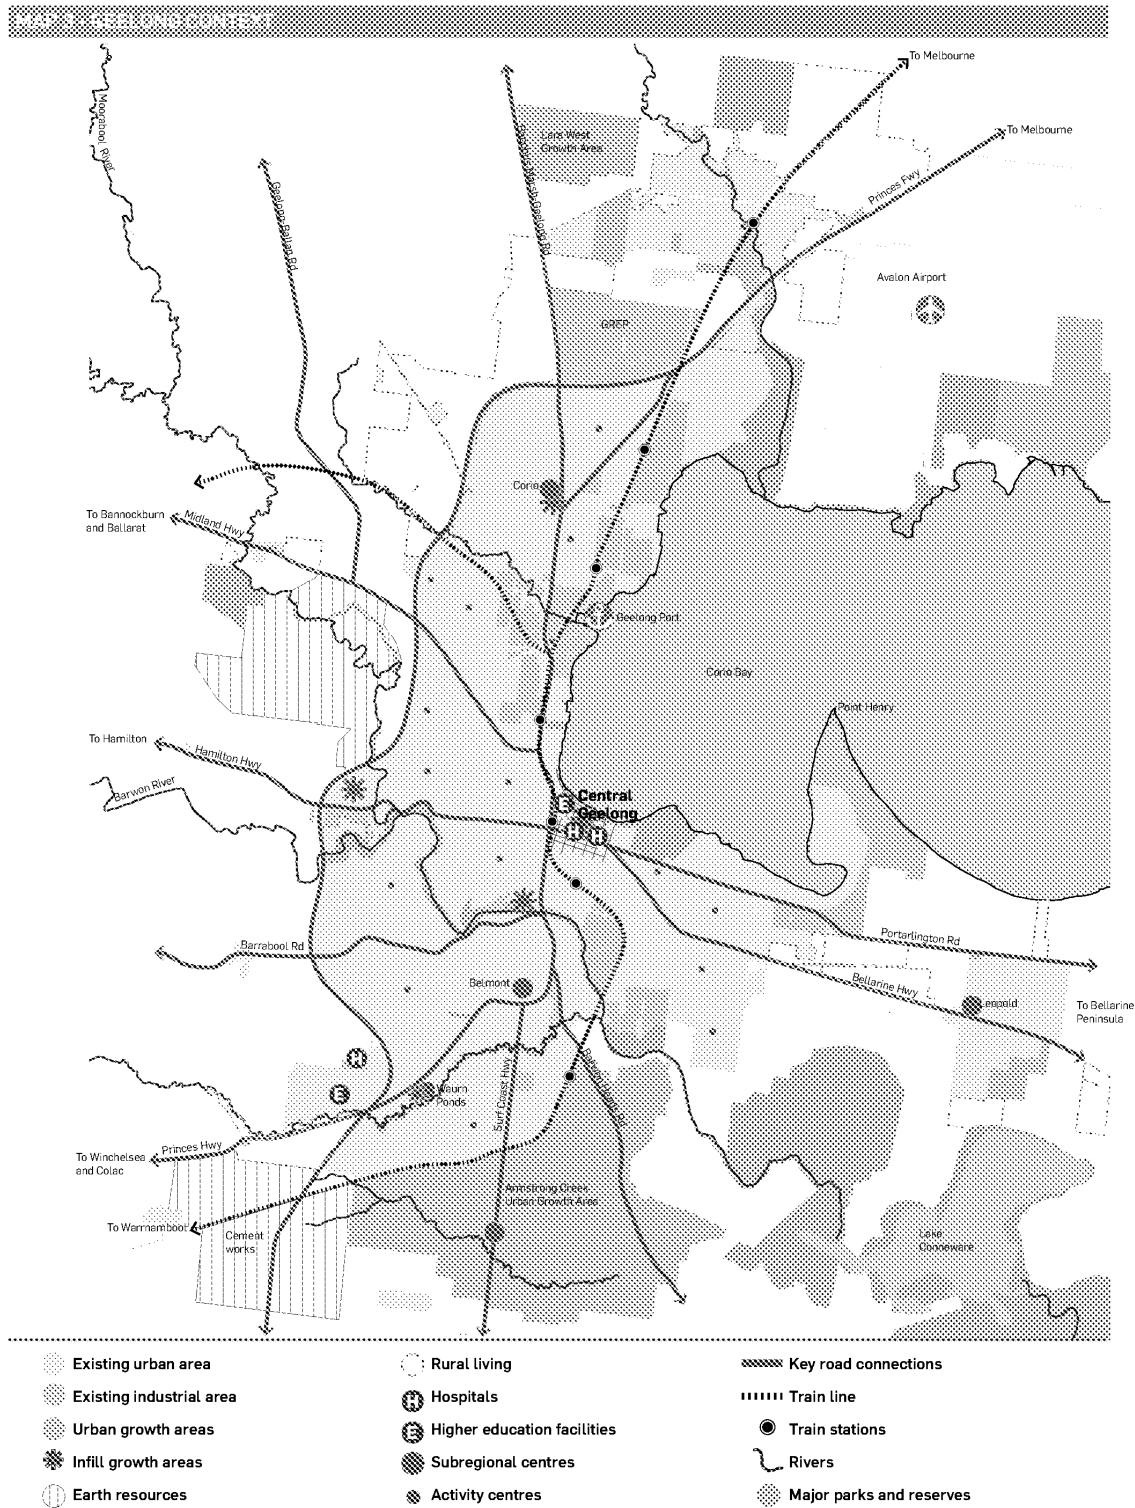 MAP 3 : GEELONG CONTEXT
To Melbourne
Moorabool River
To Melbourne
Lara West
Growth Area
Princes Fwy
Geelong-Ballan Rd
Avalon Airport
GREP
Corio
To Bannockburn
and Ballarat
Midland Hwy
Geelong Port
Corio Bay
Point Henry
To Hamilton
Hamilton Hwy
Barwon River
Central
Geelong
E
H H
Portarlington Rd
Barrabool Rd
Bellarine Hwy
Belmont
Leopold
To Bellarine
Peninsula
H
E
Waurn
Ponds
Surf Coast Hwy
Princes Hwy
To Winchelsea
and Colac
Armstrong Creek
Urban Growth Area
To Warrnambool
Cement
works
Lake
Conneware
Existing urban area
Existing industrial area
Urban growth areas
Infill growth areas
Earth resources
Rural living
H Hospitals
E Higher education facilities
Subregional centres
Activity centres
Key road connections
Train line
Train stations
Rivers
Major parks and reserves